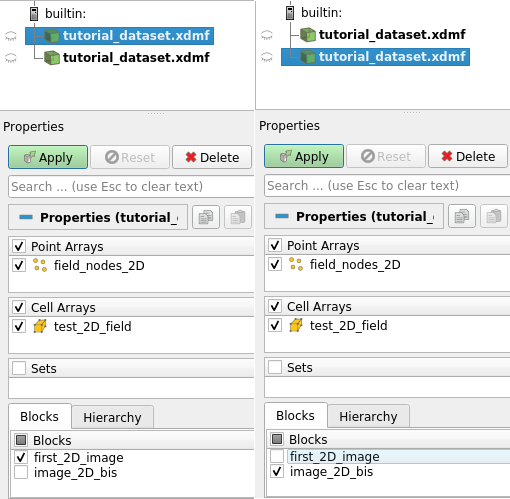 builtin:
tutorial_dataset.xdmf
tutorial_dataset.xdmf
Properties
Apply
Reset
Delete
Search ... (use Esc to clear text)
Properties (tutorial_
Point Arrays
field_nodes_2D
Cell Arrays
test_2D_field
Sets
Blocks Hierarchy
Blocks
first_2D_image
image_2D_bis
builtin:
tutorial_dataset.xdmf
tutorial_dataset.xdmf
Properties
Apply
Reset
Delete
Search ... (use Esc to clear text)
Properties (tutorial_
Point Arrays
field_nodes_2D
Cell Arrays
test_2D_field
Sets
Blocks Hierarchy
Blocks
first_2D_image
image_2D_bis